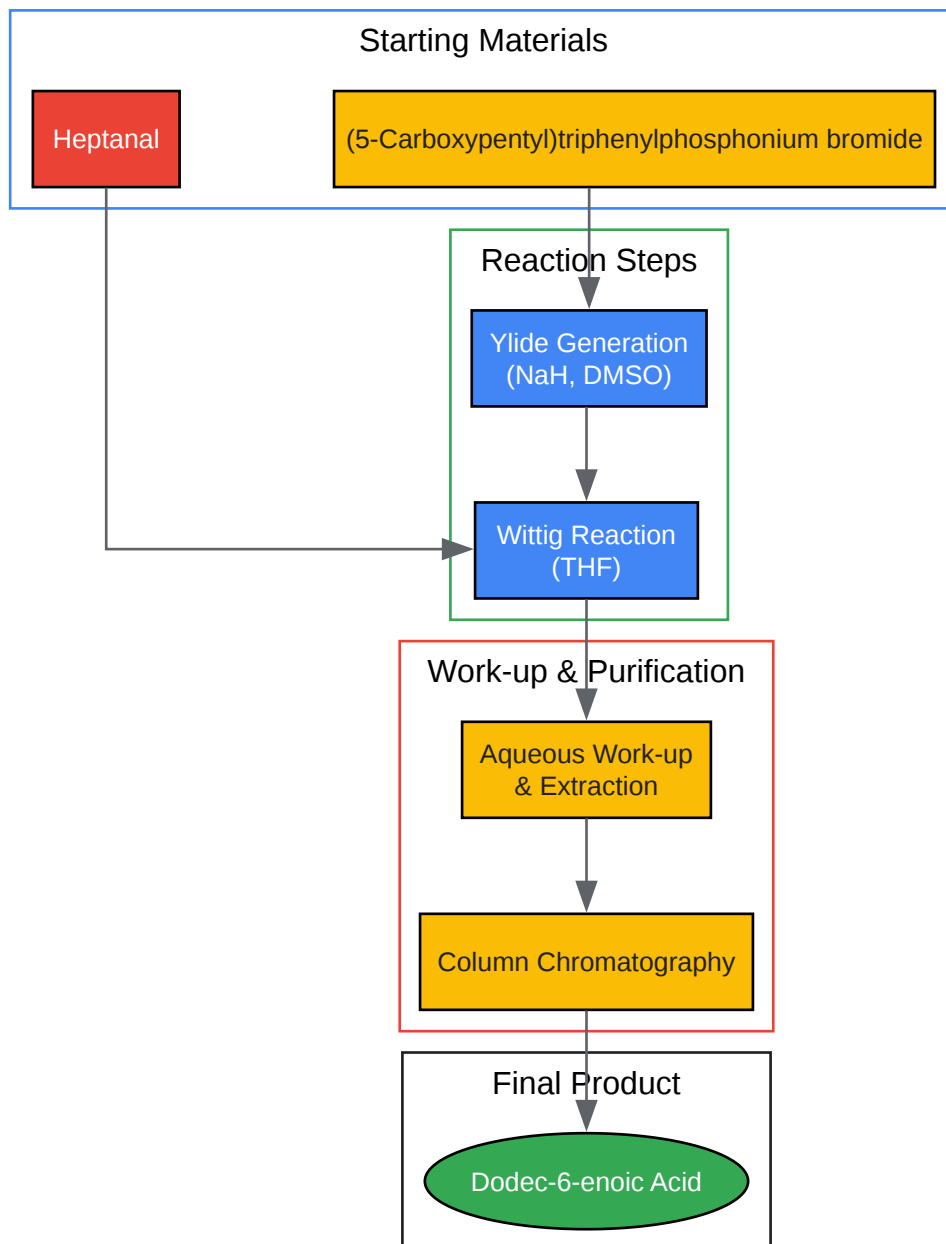 Starting Materials
Heptanal
(5-Carboxypentyl)triphenylphosphonium bromide
Reaction Steps
Ylide Generation
(NaH, DMSO)
Wittig Reaction
(THF)
Work-up & Purification
Aqueous Work-up
& Extraction
Column Chromatography
Final Product
Dodec-6-enoic Acid